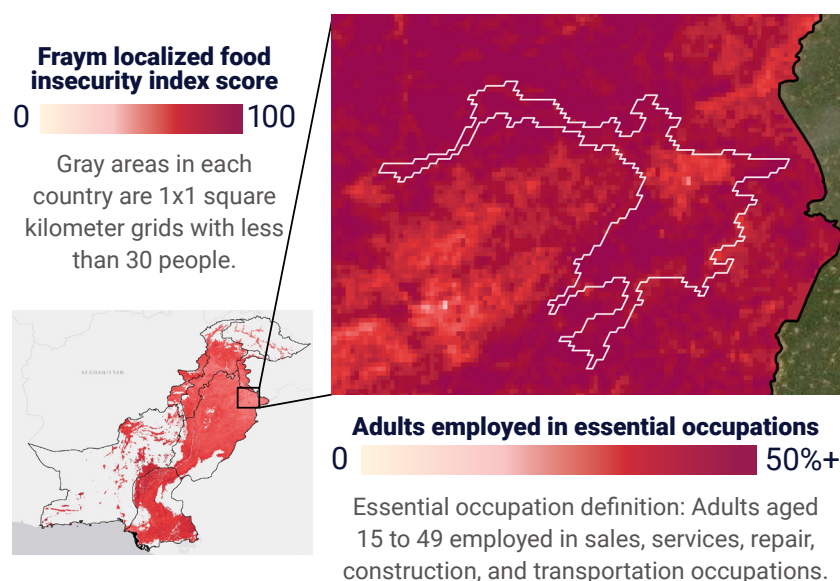 Fraym localized food
insecurity index score
0 100
Gray areas in each
country are 1x1 square
kilometer grids with less
than 30 people.
AFGHANISTAN
Adults employed in essential occupations
0 50%+
Essential occupation definition: Adults aged
15 to 49 employed in sales, services, repair,
construction, and transportation occupations.